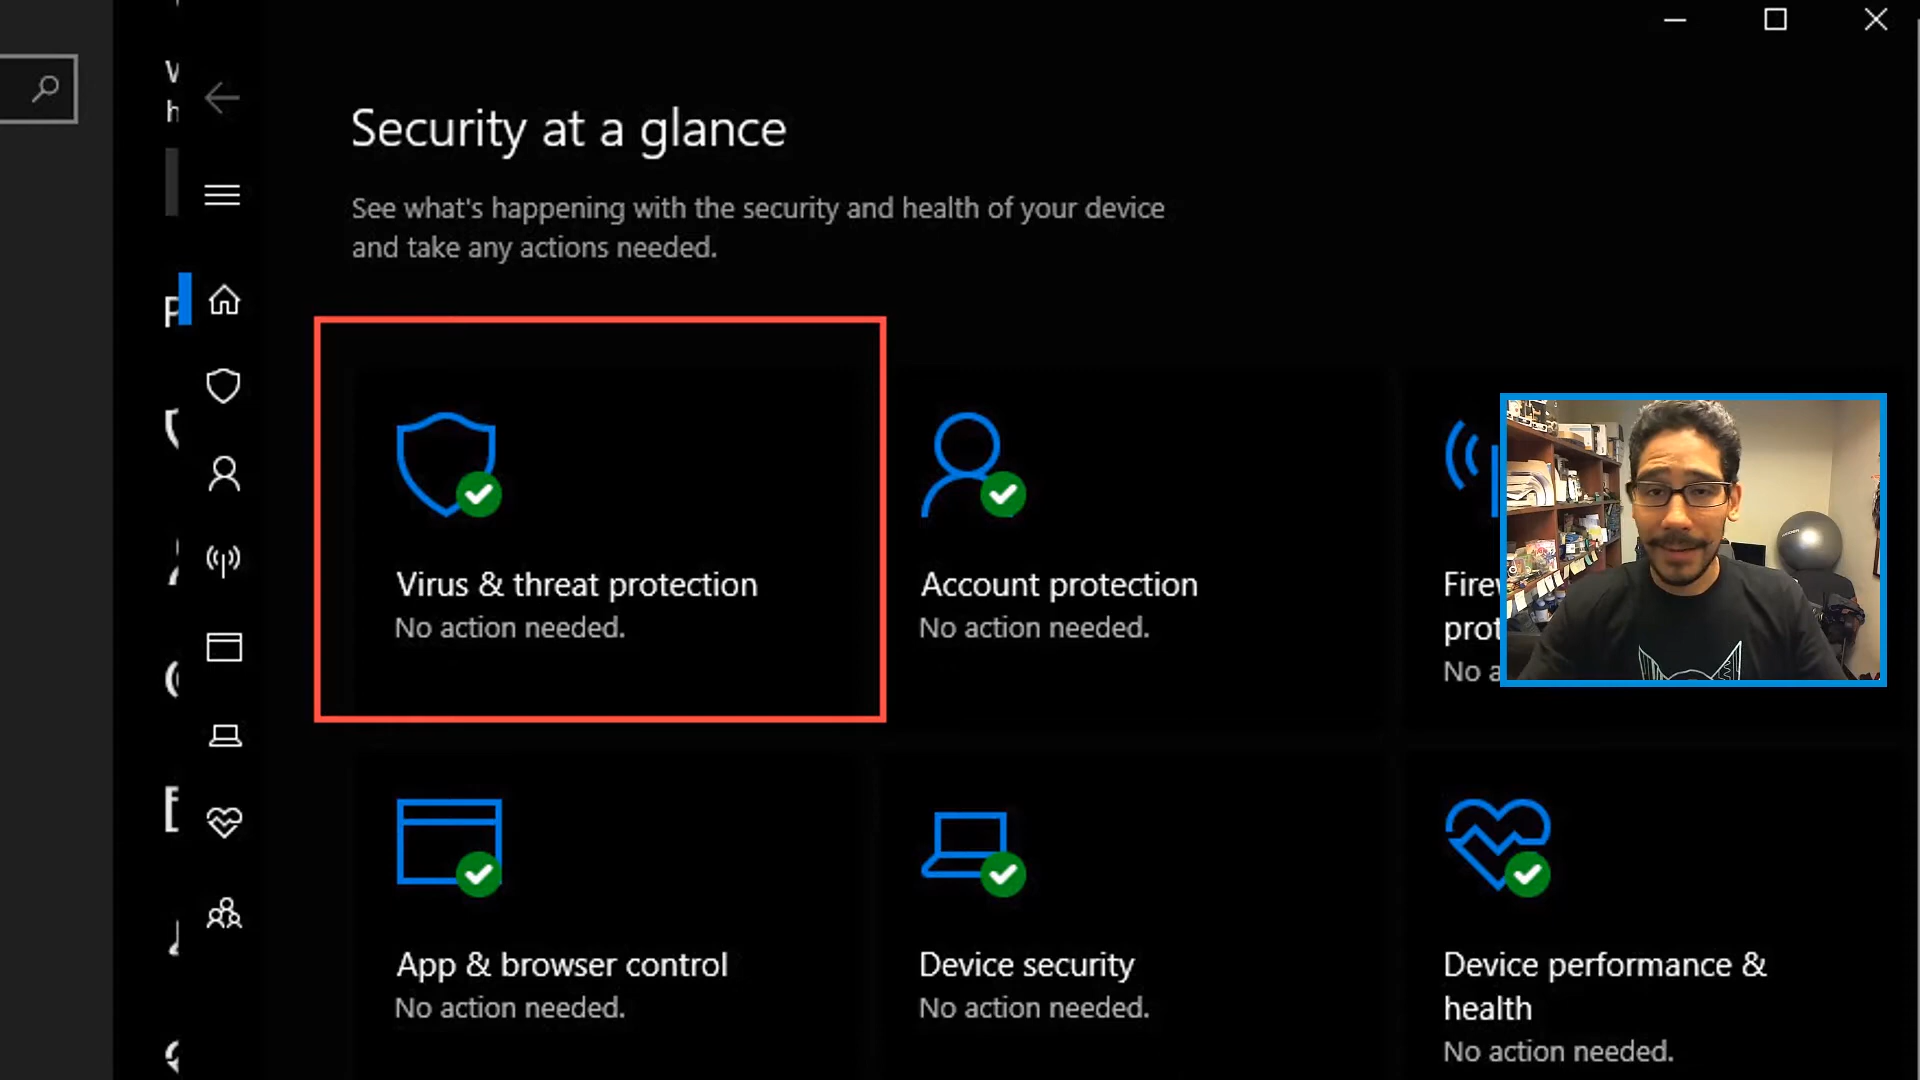 Security at a glance
See what's happening with the security and health of your device
and take any actions needed.
Virus & threat protection
No action needed.
Account protection
No action needed.
App & browser control
No action needed.
Device security
No action needed.
Device performance &
health
No action needed.